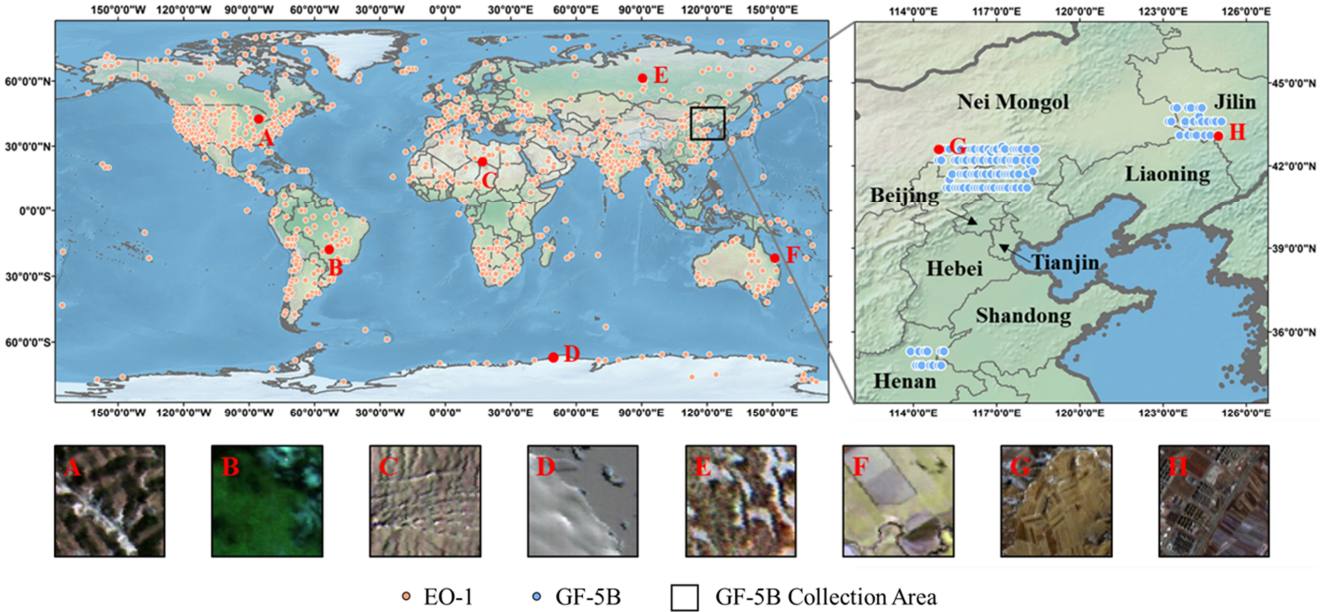 150°0'0"W 120°0'0"W 90°0'0"W 60°0'0"W 30°0'0"W 0°0'0" 30°0'0"E 60°0'0"E 90°0'0"E 120°0'0"E 150°0'0"E
114°0'0"E 117°0'0"E 120°0'0"E 123°0'0"E 126°0'0"E
60°0'0"N
30°0'0"N
0°0'0"
30°0'0"S
60°0'0"S
A
B
C
D
E
F
45°0'0"N
42°0'0"N
39°0'0"N
36°0'0"N
Nei Mongol
Jilin
H
G
Liaoning
Beijing
Tianjin
Hebei
Shandong
Henan
150°0'0"W 120°0'0"W 90°0'0"W 60°0'0"W 30°0'0"W 0°0'0" 30°0'0"E 60°0'0"E 90°0'0"E 120°0'0"E 150°0'0"E
114°0'0"E 117°0'0"E 120°0'0"E 123°0'0"E 126°0'0"E
A B C D E F G H
EO-1 GF-5B GF-5B Collection Area